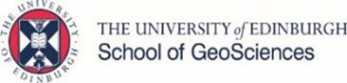 THE UNIVERSITY of EDINBURGH
School of GeoSciences